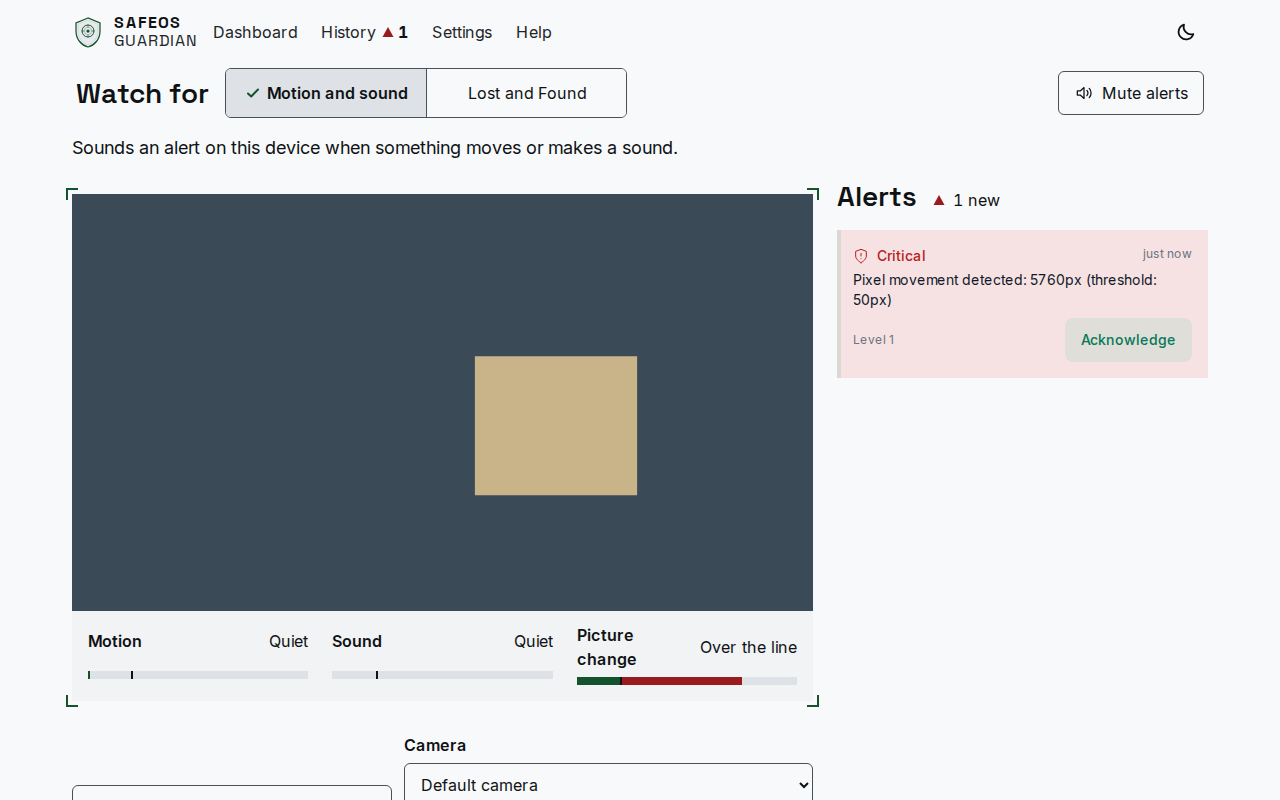 SAFEOS
GUARDIAN
Dashboard
History
1
Settings
Help
Watch for
Motion and sound
Lost and Found
Mute alerts
Sounds an alert on this device when something moves or makes a sound.
Alerts
1 new
Critical
just now
Pixel movement detected: 5760px (threshold:
50px)
Level 1
Acknowledge
Motion
Quiet
Sound
Quiet
Picture
change
Over the line
Camera
Default camera